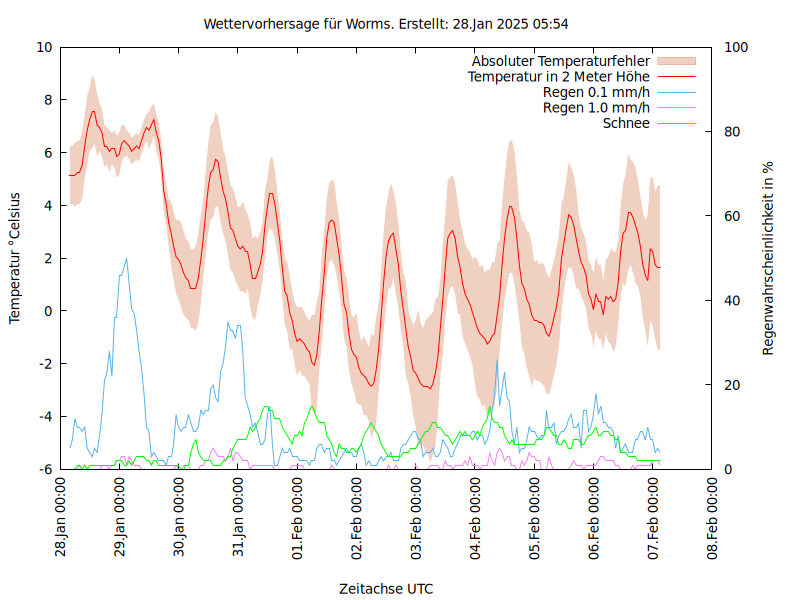 Wettervorhersage für Worms. Erstellt: 28.Jan 2025 05:54
Absoluter Temperaturfehler
Temperatur in 2 Meter Höhe
Regen 0.1 mm/h
Regen 1.0 mm/h
Schnee
Temperatur °Celsius
10
8
6
4
2
0
-2
-4
-6
100
80
60
40
20
0
Regenwahrscheinlichkeit in %
28.Jan 00:00
29.Jan 00:00
30.Jan 00:00
31.Jan 00:00
01.Feb 00:00
02.Feb 00:00
03.Feb 00:00
04.Feb 00:00
05.Feb 00:00
06.Feb 00:00
07.Feb 00:00
08.Feb 00:00
Zeitachse UTC